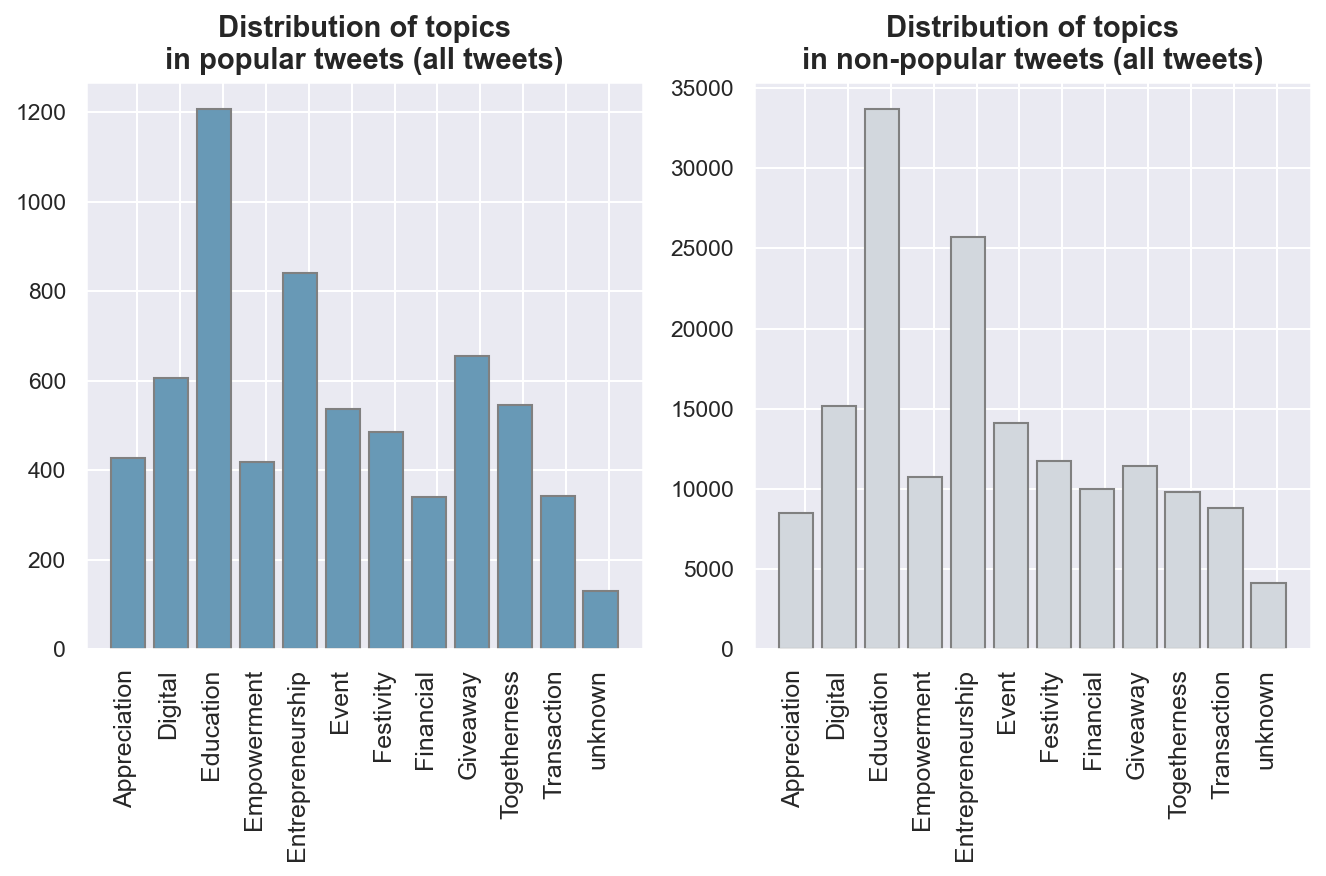 Distribution of topics
in popular tweets (all tweets)
1200
1000
800
600
400
200
0
Appreciation
Digital
Education
Empowerment
Entrepreneurship
Event
Festivity
Financial
Giveaway
Togetherness
Transaction
unknown
Distribution of topics
in non-popular tweets (all tweets)
35000
30000
25000
20000
15000
10000
5000
0
Appreciation
Digital
Education
Empowerment
Entrepreneurship
Event
Festivity
Financial
Giveaway
Togetherness
Transaction
unknown